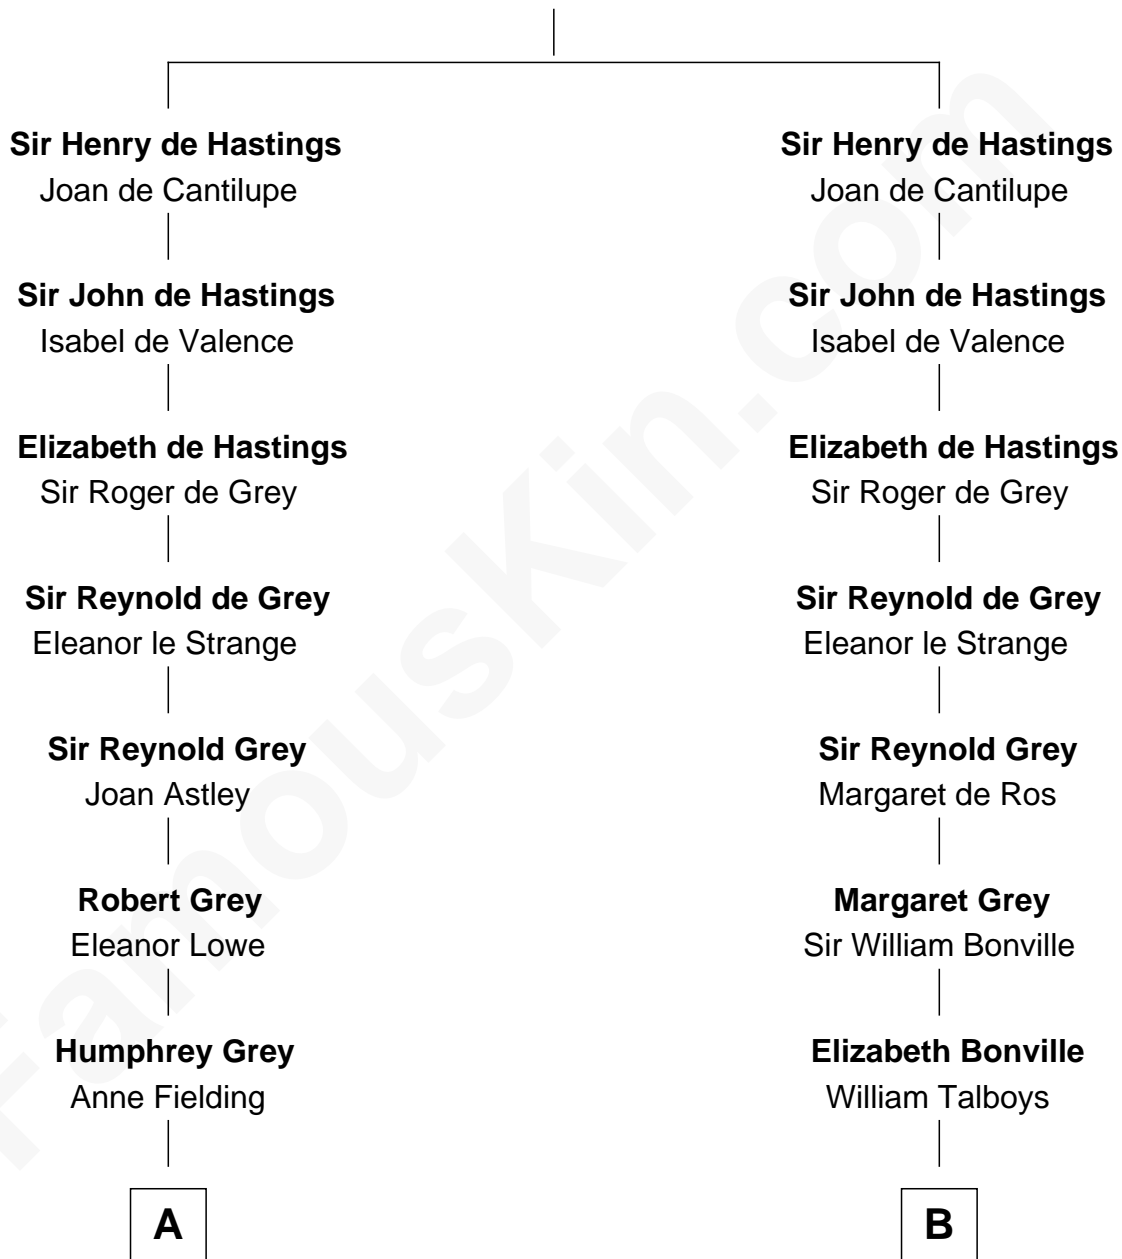 Sir Henry de Hastings
Joan de Cantilupe
Sir John de Hastings
Isabel de Valence
Elizabeth de Hastings
Sir Roger de Grey
Sir Reynold de Grey
Eleanor le Strange
Sir Reynold Grey
Joan Astley
Robert Grey
Eleanor Lowe
Humphrey Grey
Anne Fielding
A
Sir Henry de Hastings
Joan de Cantilupe
Sir John de Hastings
Isabel de Valence
Elizabeth de Hastings
Sir Roger de Grey
Sir Reynold de Grey
Eleanor le Strange
Sir Reynold Grey
Margaret de Ros
Margaret Grey
Sir William Bonville
Elizabeth Bonville
William Talboys
B
FamousKin.com